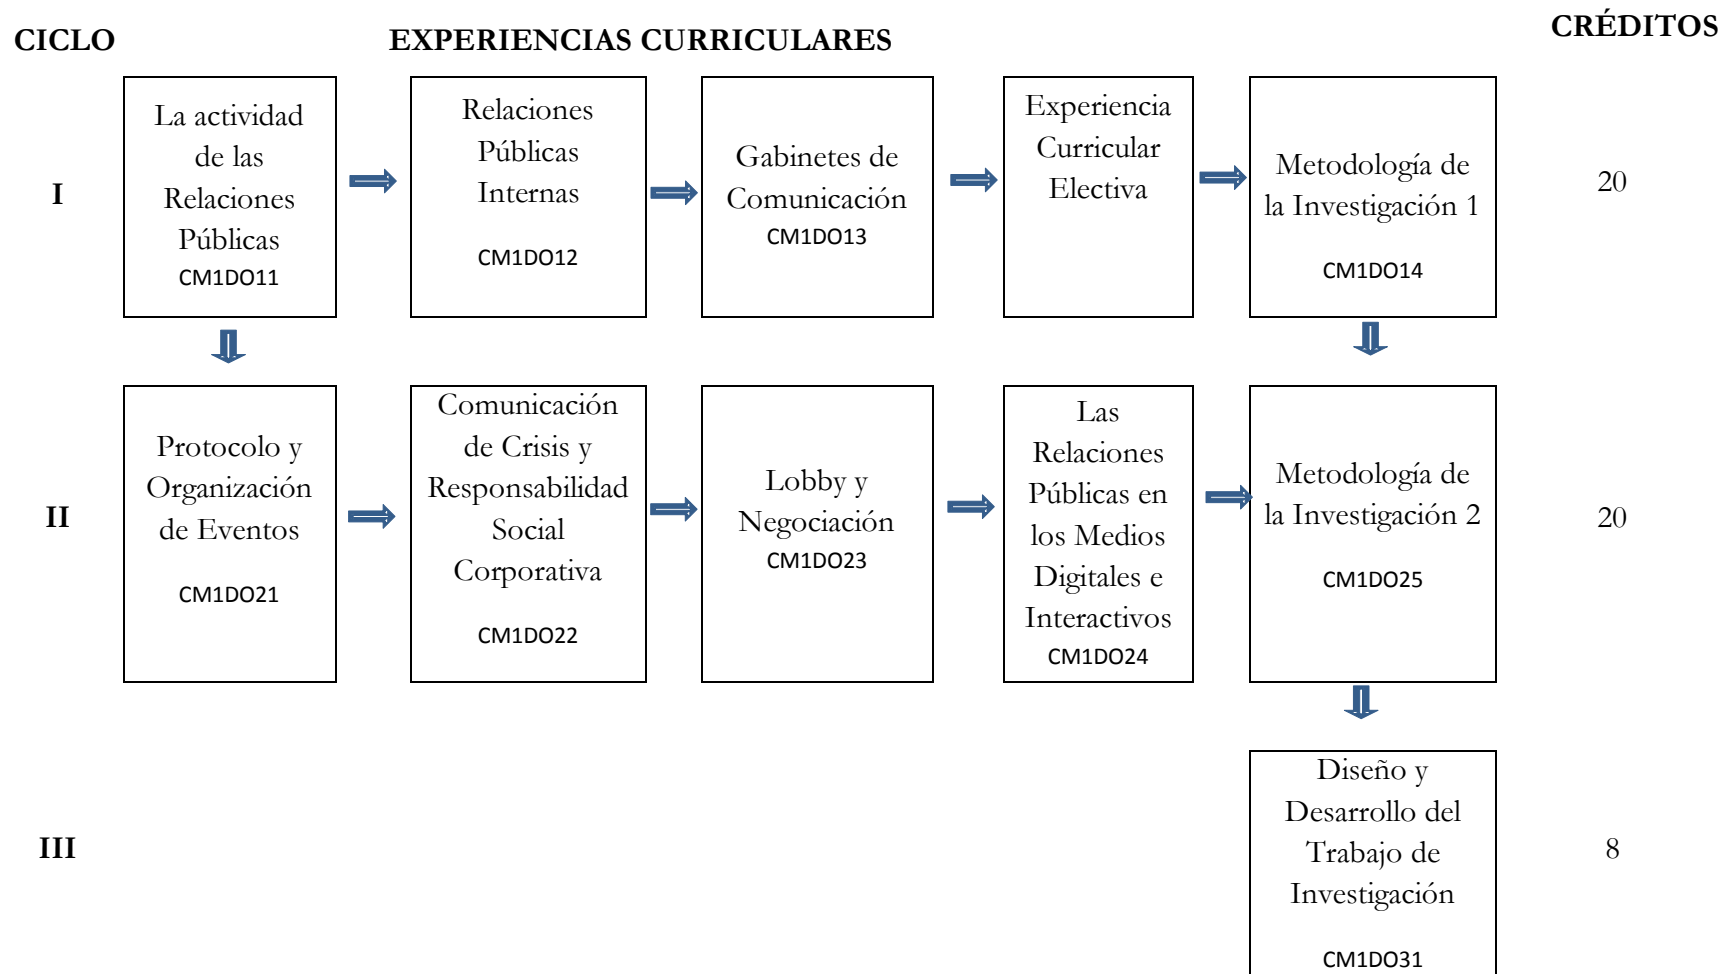 CICLO
EXPERIENCIAS CURRICULARES
CRÉDITOS
I
La actividad
de las
Relaciones
Públicas
CM1DO11
Relaciones
Públicas
Internas
CM1DO12
Gabinetes de
Comunicación
CM1DO13
Experiencia
Curricular
Electiva
Metodología de
la Investigación 1
CM1DO14
20
II
Protocolo y
Organización
de Eventos
CM1DO21
Comunicación
de Crisis y
Responsabilidad
Social
Corporativa
CM1DO22
Lobby y
Negociación
CM1DO23
Las
Relaciones
Públicas en
los Medios
Digitales e
Interactivos
CM1DO24
Metodología de
la Investigación 2
CM1DO25
20
III
Diseño y
Desarrollo del
Trabajo de
Investigación
CM1DO31
8